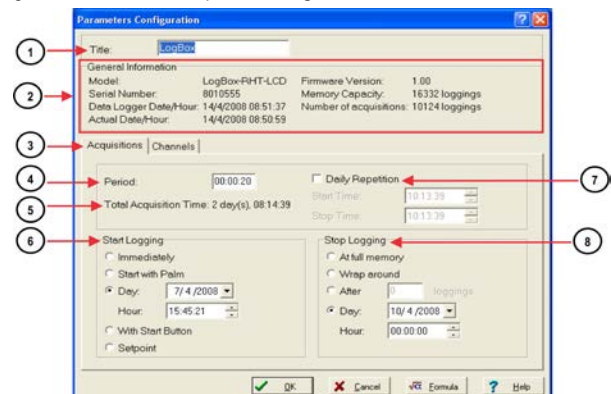 Parameters Configuration
1 Title: LogBox
General Information
Model: LogBox-RHT-LCD Firmware Version: 1.00
2 Serial Number: 8010555 Memory Capacity: 16332 loggings
Data Logger Date/Hour: 14/4/2008 08:51:37 Number of acquisitions: 10124 loggings
Actual Date/Hour: 14/4/2008 08:50:59
3 Acquisitions Channels
4 Period: 00:00:20 Daily Repetition 7
Start Time: 10:13:39
5 Total Acquisition Time: 2 day(s), 08:14:39
Stop Time: 10:13:39
6 Start Logging Stop Logging 8
Immediately At full memory
Start with Palm Wrap around
Day: 7/ 4 /2008 After 0 loggings
Hour: 15:45:21 Day: 10/ 4 /2008
With Start Button Hour: 00:00:00
Setpoint
OK Cancel Formula Help